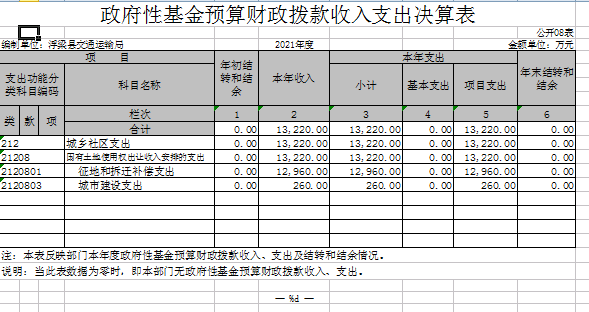 政府性基金预算财政拨款收入支出决算表
公开08表
编制单位：浮梁县交通运输局 2021年度 金额单位：万元
项 目 年初结转和结余 本年收入 本年支出 年末结转和结余
支出功能分类科目编码 科目名称 小计 基本支出 项目支出
类 款 项 栏次 1 2 3 4 5 6
合计 0.00 13,220.00 13,220.00 0.00 13,220.00 0.00
212 城乡社区支出 0.00 13,220.00 13,220.00 0.00 13,220.00 0.00
21208 国有土地使用权出让收入安排的支出 0.00 13,220.00 13,220.00 0.00 13,220.00 0.00
2120801 征地和拆迁补偿支出 0.00 12,960.00 12,960.00 0.00 12,960.00 0.00
2120803 城市建设支出 0.00 260.00 260.00 0.00 260.00 0.00
注：本表反映部门本年度政府性基金预算财政拨款收入、支出及结转和结余情况。
说明：当此表数据为零时，即本部门无政府性基金预算财政拨款收入、支出。
— %d —